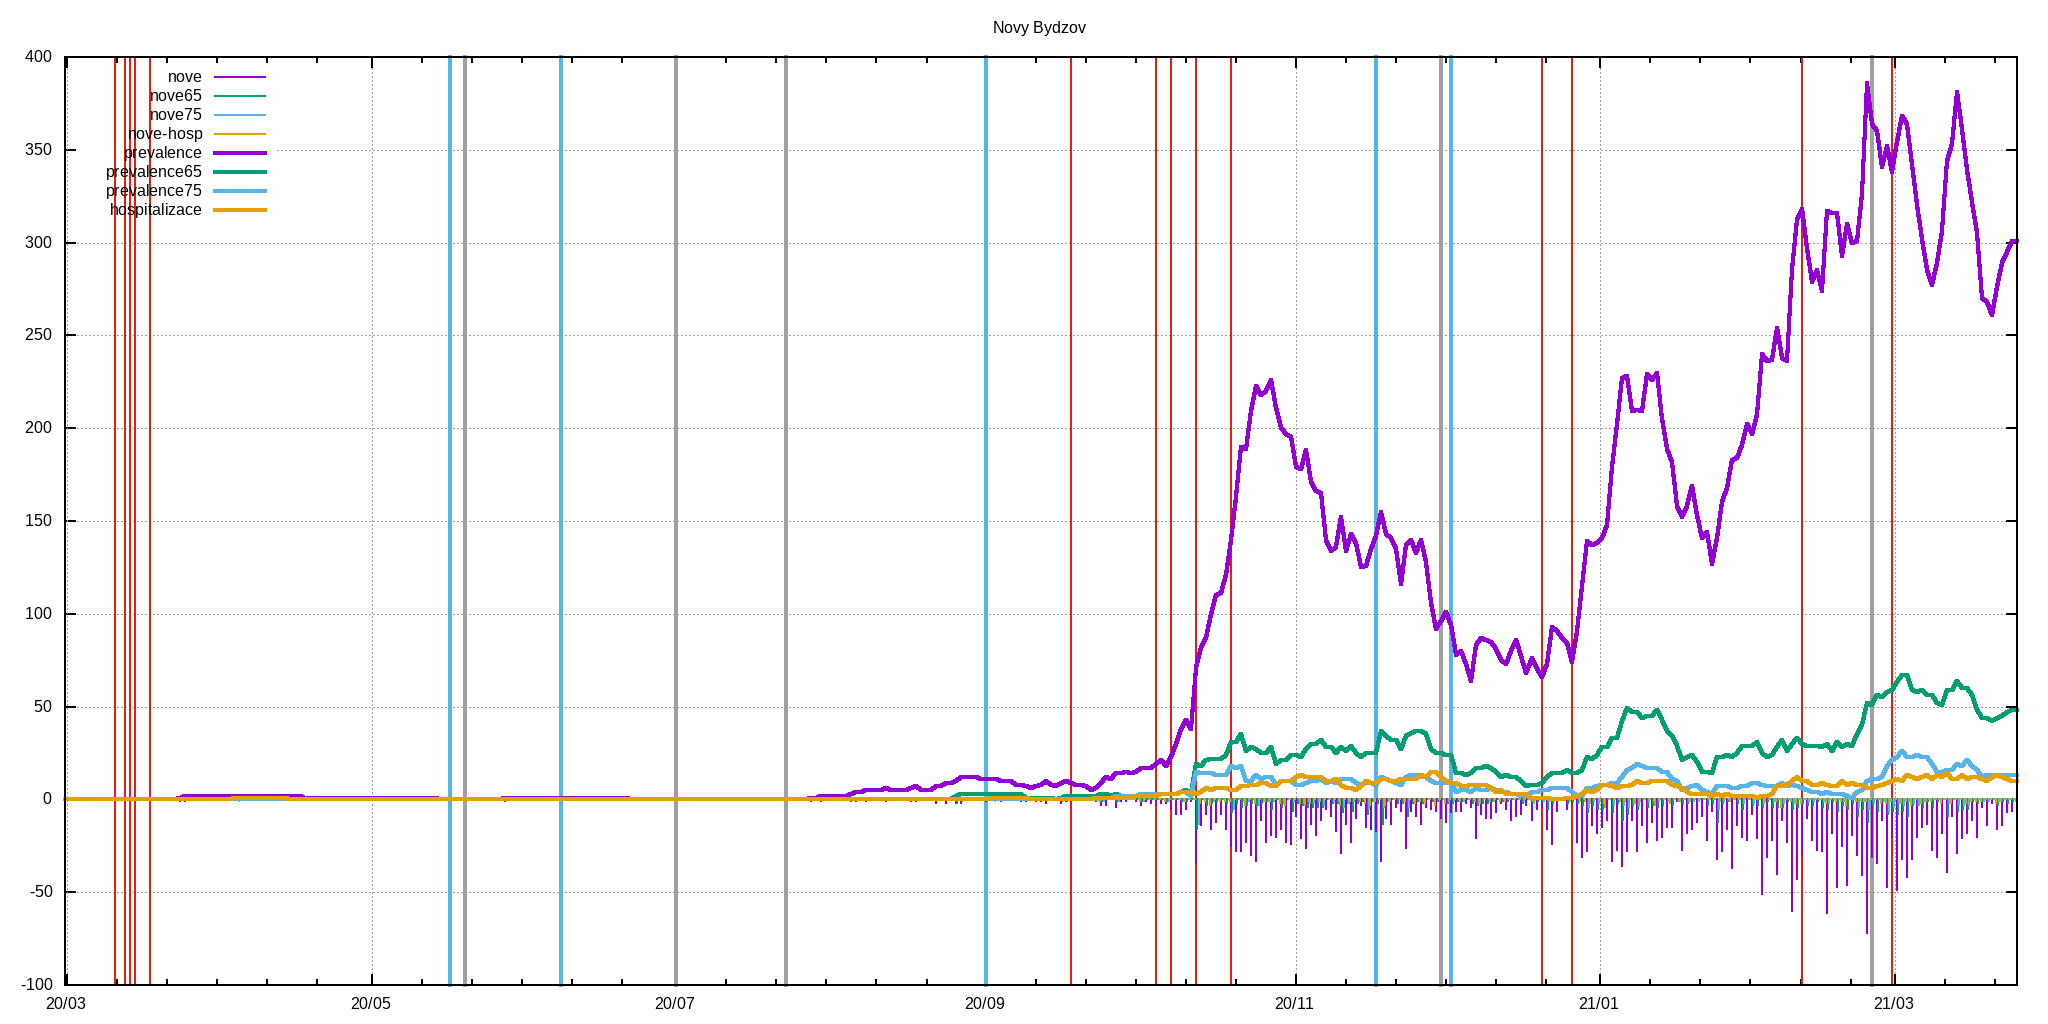 Novy Bydzov
400
350
300
250
200
150
100
50
0
-50
-100
nove
nove65
nove75
nove-hosp
prevalence
prevalence65
prevalence75
hospitalizace
20/03 20/05 20/07 20/09 20/11 21/01 21/03